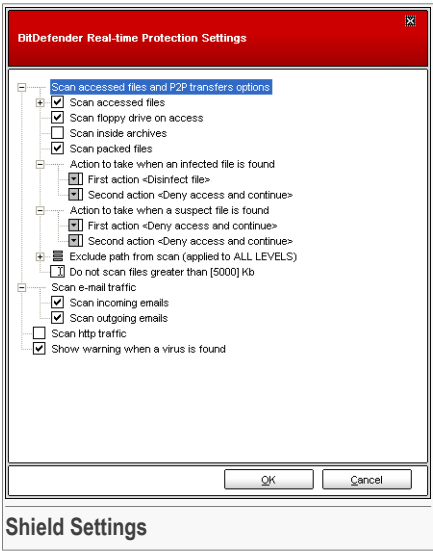 BitDefender Real-time Protection Settings
Scan accessed files and P2P transfers options
Scan accessed files
Scan floppy drive on access
Scan inside archives
Scan packed files
Action to take when an infected file is found
First action <Disinfect file>
Second action <Deny access and continue>
Action to take when a suspect file is found
First action <Deny access and continue>
Second action <Deny access and continue>
Exclude path from scan (applied to ALL LEVELS)
Do not scan files greater than [5000] Kb
Scan e-mail traffic
Scan incoming emails
Scan outgoing emails
Scan http traffic
Show warning when a virus is found
OK Cancel
Shield Settings